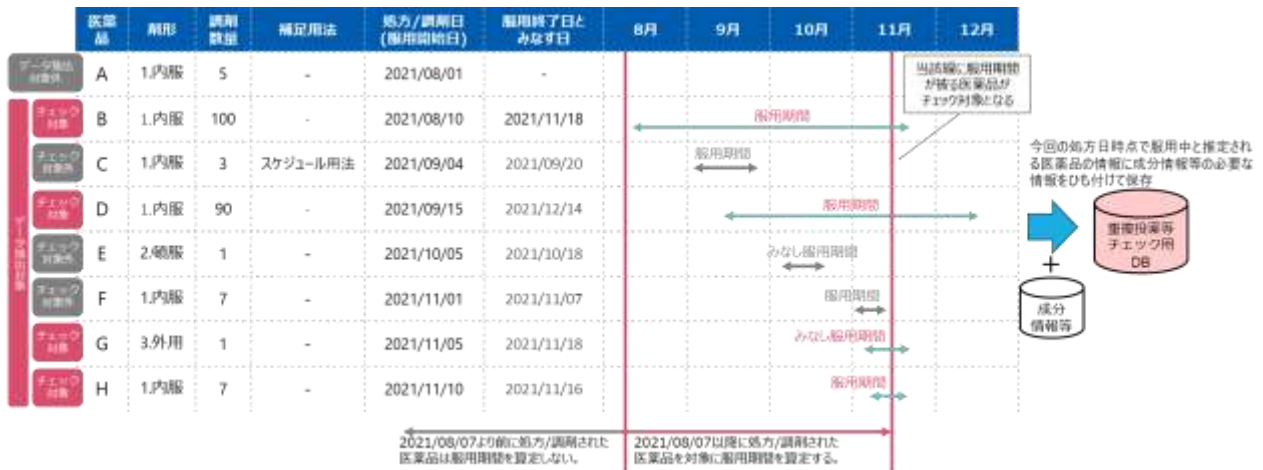 医薬品 剤形 調剤数量 補足用法 処方/調剤日(服用開始日) 服用終了日とみなす日 8月 9月 10月 11月 12月
データ抽出対象外 A 1.内服 5 - 2021/08/01 -
当該線に服用期間
が被る医薬品が
チェック対象となる
データ抽出対象
チェック対象 B 1.内服 100 - 2021/08/10 2021/11/18 服用期間
チェック対象外 C 1.内服 3 スケジュール用法 2021/09/04 2021/09/20 服用期間
チェック対象 D 1.内服 90 - 2021/09/15 2021/12/14 服用期間
チェック対象外 E 2.頓服 1 - 2021/10/05 2021/10/18 みなし服用期間
チェック対象外 F 1.内服 7 - 2021/11/01 2021/11/07 服用期間
チェック対象 G 3.外用 1 - 2021/11/05 2021/11/18 みなし服用期間
チェック対象 H 1.内服 7 - 2021/11/10 2021/11/16 服用期間
今回の処方日時点で服用中と推定され
る医薬品の情報に成分情報等の必要な
情報をひも付けて保存
重複投薬等
チェック用
DB
+
成分
情報等
2021/08/07より前に処方/調剤された
医薬品は服用期間を算定しない。
2021/08/07以降に処方/調剤された
医薬品を対象に服用期間を算定する。